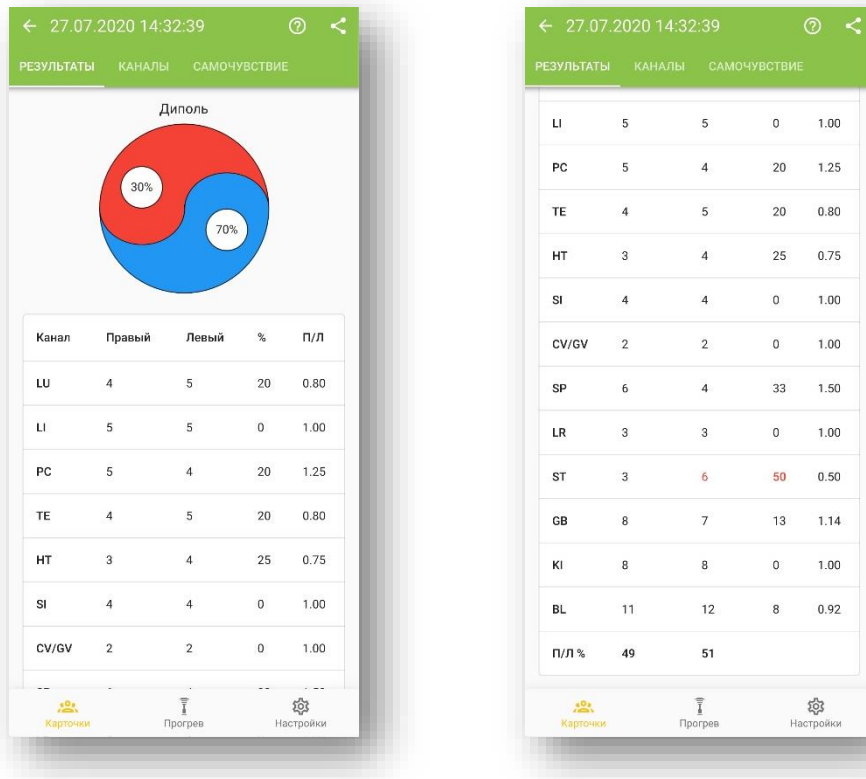 27.07.2020 14:32:39
РЕЗУЛЬТАТЫ КАНАЛЫ САМОЧУВСТВИЕ
Диполь
30%
70%
Канал Правый Левый % П/Л
LU 4 5 20 0.80
LI 5 5 0 1.00
PC 5 4 20 1.25
TE 4 5 20 0.80
HT 3 4 25 0.75
SI 4 4 0 1.00
CV/GV 2 2 0 1.00
Карточки Прогрев Настройки
27.07.2020 14:32:39
РЕЗУЛЬТАТЫ КАНАЛЫ САМОЧУВСТВИЕ
LI 5 5 0 1.00
PC 5 4 20 1.25
TE 4 5 20 0.80
HT 3 4 25 0.75
SI 4 4 0 1.00
CV/GV 2 2 0 1.00
SP 6 4 33 1.50
LR 3 3 0 1.00
ST 3 6 50 0.50
GB 8 7 13 1.14
KI 8 8 0 1.00
BL 11 12 8 0.92
П/Л % 49 51
Карточки Прогрев Настройки